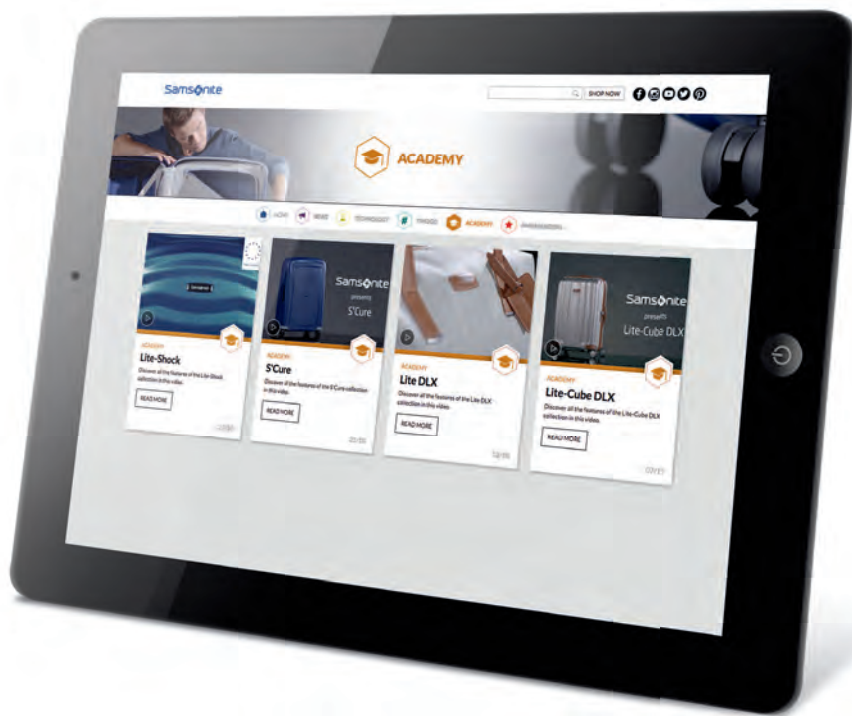 Samsonite
SHOP NOW
ACADEMY
HOME NEWS TECHNOLOGY ACADEMY
Samsonite
presents
S'Cure
Samsonite
presents
Lite-Cube DLX
ACADEMY
Lite-Shock
Discover all the features of the Lite-Shock
collection in this video.
READ MORE
ACADEMY
S'Cure
Discover all the features of the S'Cure collection
in this video.
READ MORE
ACADEMY
Lite DLX
Discover all the features of the Lite DLX
collection in this video.
READ MORE
ACADEMY
Lite-Cube DLX
Discover all the features of the Lite-Cube DLX
collection in this video.
READ MORE